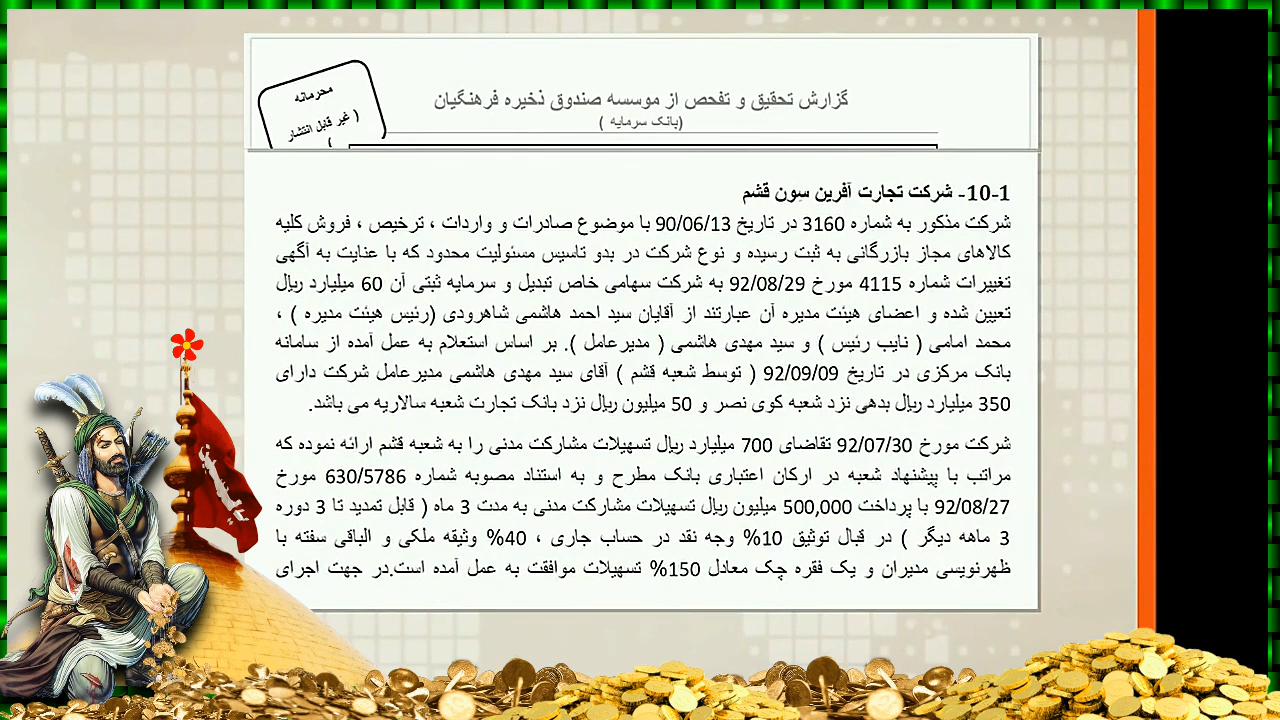 محرمانه
( غیر قابل انتشار
)
گزارش تحقیق و تفحص از موسسه صندوق ذخیره فرهنگیان
(بانک سرمایه )
10-1- شرکت تجارت آفرین سِون قشم
شرکت مذکور به شماره 3160 در تاریخ 90/06/13 با موضوع صادرات و واردات ، ترخیص ، فروش کلیه
کالاهای مجاز بازرگانی به ثبت رسیده و نوع شرکت در بدو تاسیس مسئولیت محدود که با عنایت به آگهی
تغییرات شماره 4115 مورخ 92/08/29 به شرکت سهامی خاص تبدیل و سرمایه ثبتی آن 60 میلیارد ریال
تعیین شده و اعضای هیئت مدیره آن عبارتند از آقایان سید احمد هاشمی شاهرودی (رئیس هیئت مدیره ) ،
محمد امامی ( نایب رئیس ) و سید مهدی هاشمی ( مدیرعامل ). بر اساس استعلام به عمل آمده از سامانه
بانک مرکزی در تاریخ 92/09/09 ( توسط شعبه قشم ) آقای سید مهدی هاشمی مدیرعامل شرکت دارای
350 میلیارد ریال بدهی نزد شعبه کوی نصر و 50 میلیون ریال نزد بانک تجارت شعبه سالاریه می باشد.
شرکت مورخ 92/07/30 تقاضای 700 میلیارد ریال تسهیلات مشارکت مدنی را به شعبه قشم ارائه نموده که
مراتب با پیشنهاد شعبه در ارکان اعتباری بانک مطرح و به استناد مصوبه شماره 630/5786 مورخ
92/08/27 با پرداخت 500,000 میلیون ریال تسهیلات مشارکت مدنی به مدت 3 ماه ( قابل تمدید تا 3 دوره
3 ماهه دیگر ) در قبال توثیق 10% وجه نقد در حساب جاری ، 40% وثیقه ملکی و الباقی سفته با
ظهرنویسی مدیران و یک فقره چک معادل 150% تسهیلات موافقت به عمل آمده است.در جهت اجرای